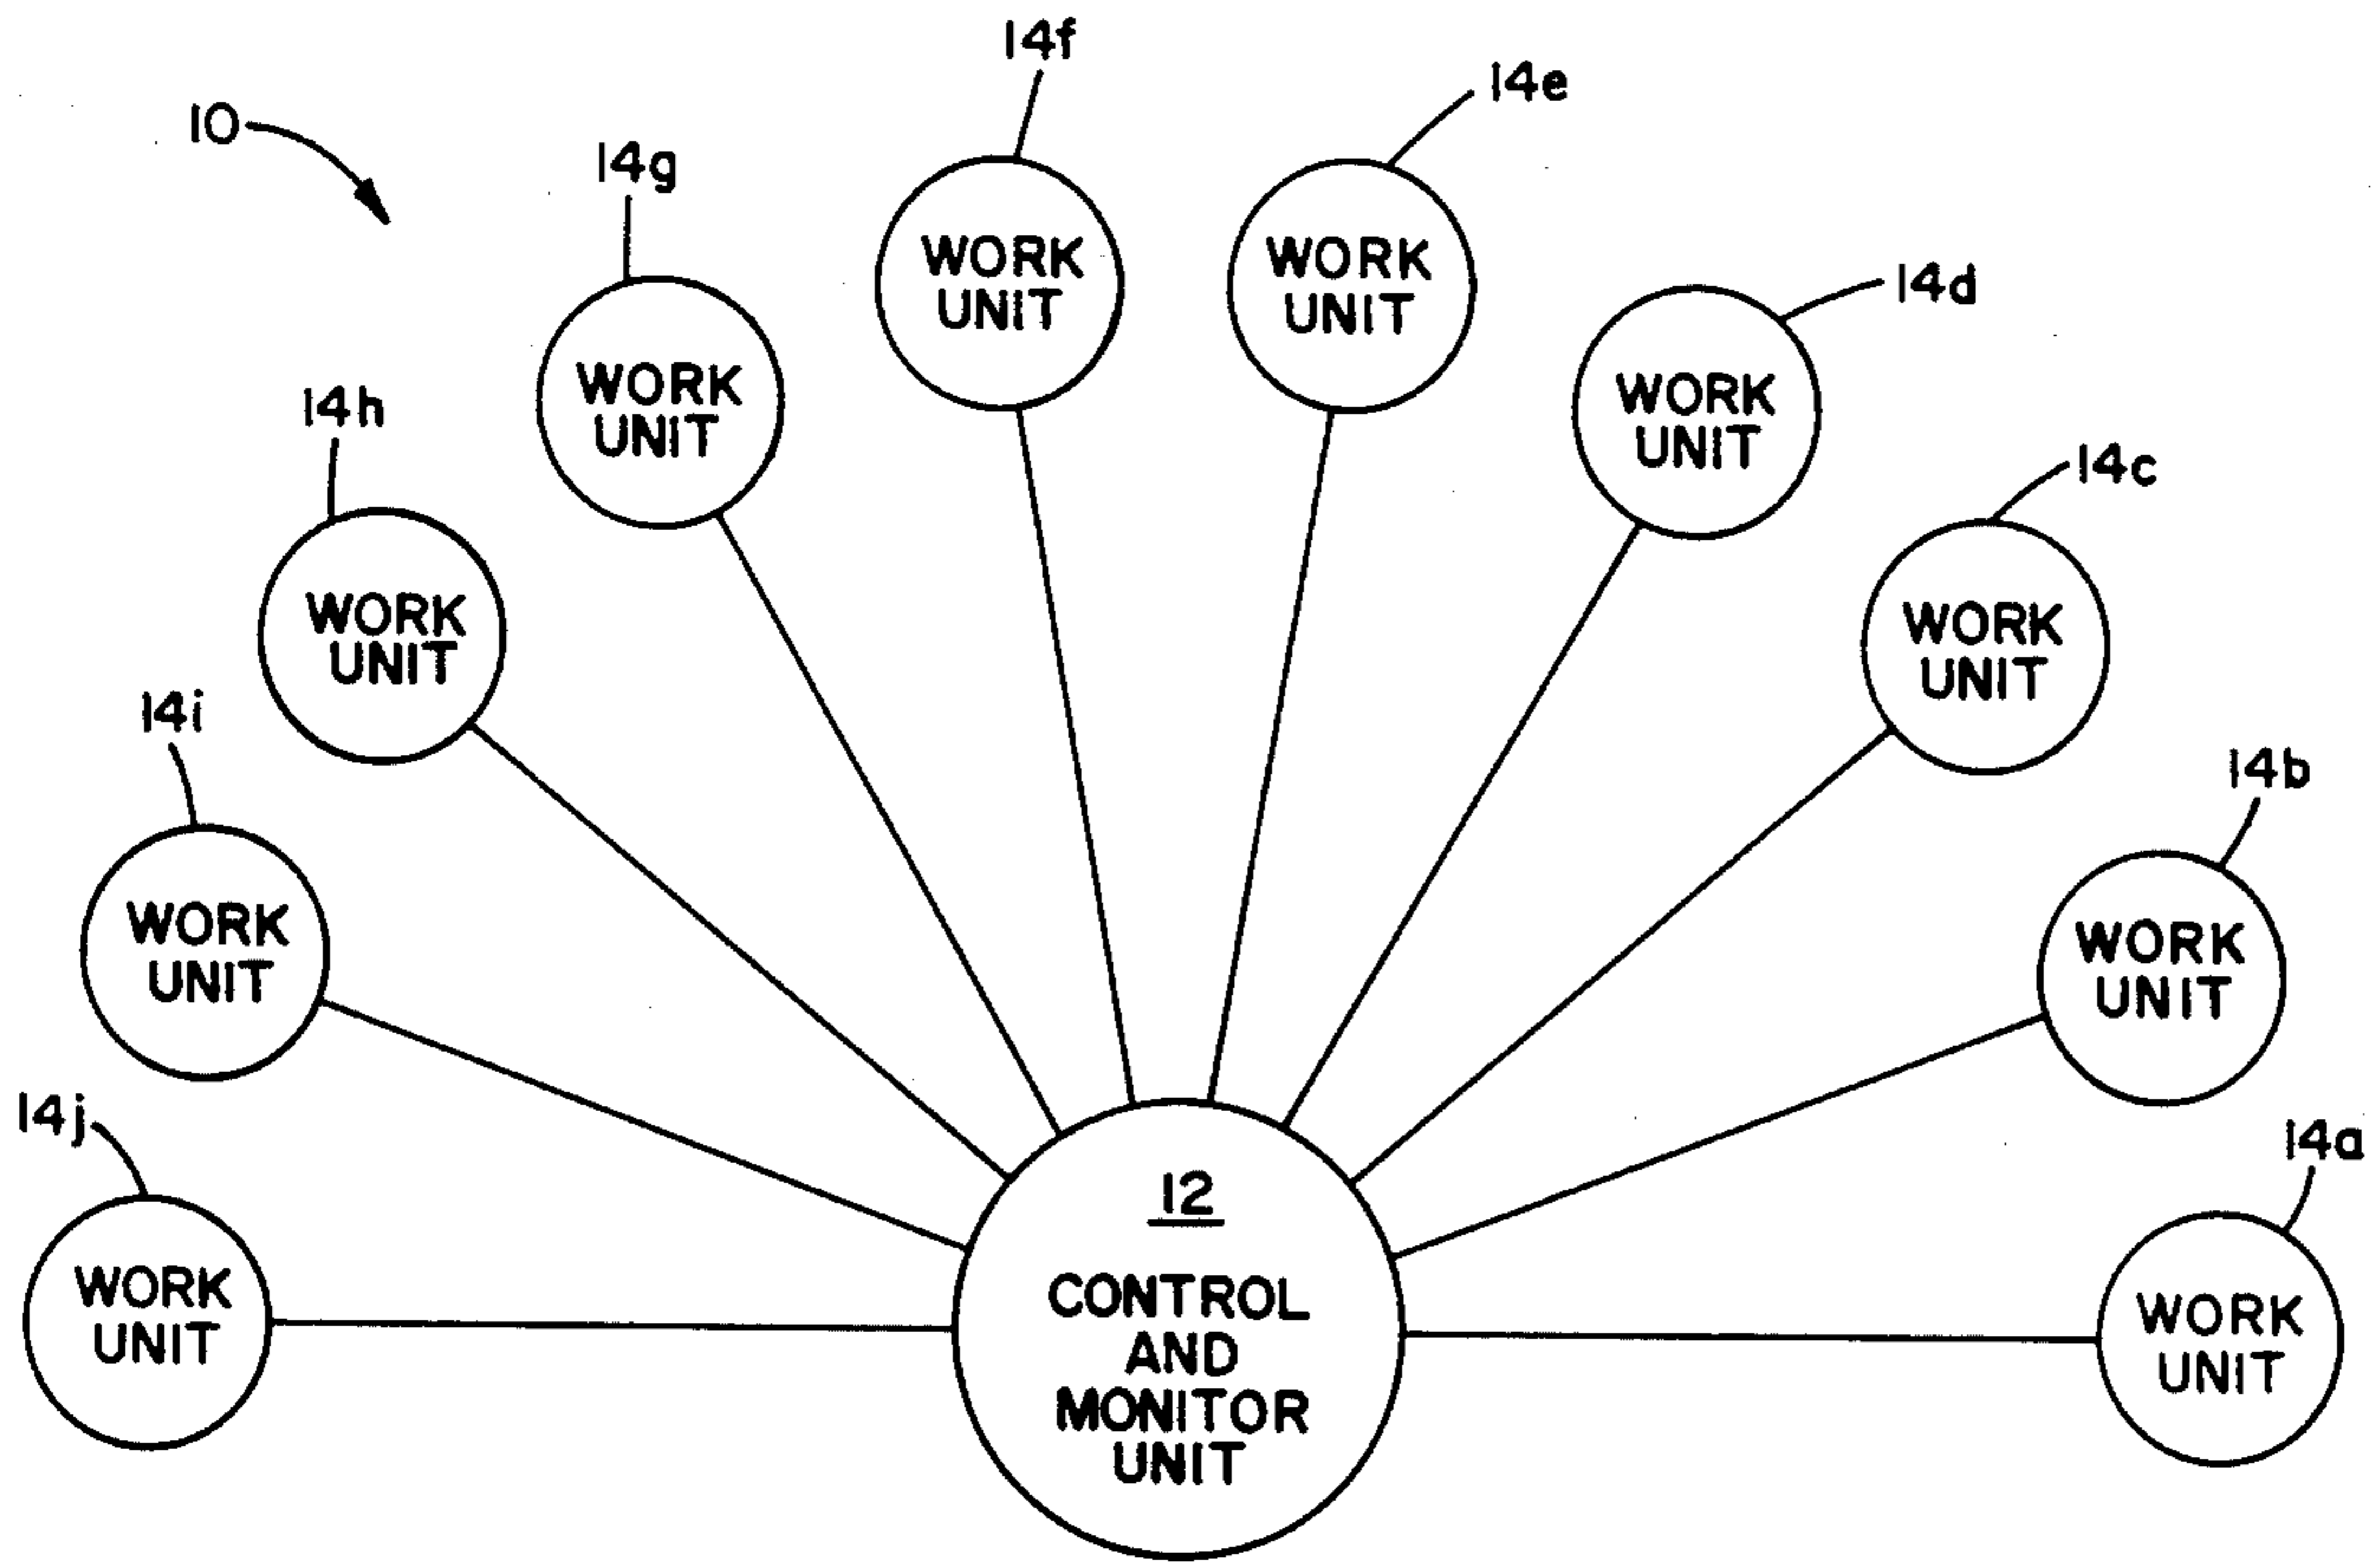 14f
14e
10
14g
WORK
UNIT
WORK
UNIT
14d
WORK
UNIT
WORK
UNIT
14h
14c
WORK
UNIT
WORK
UNIT
14i
14b
WORK
UNIT
WORK
UNIT
14j
14a
12
WORK
UNIT
CONTROL
AND
MONITOR
UNIT
WORK
UNIT